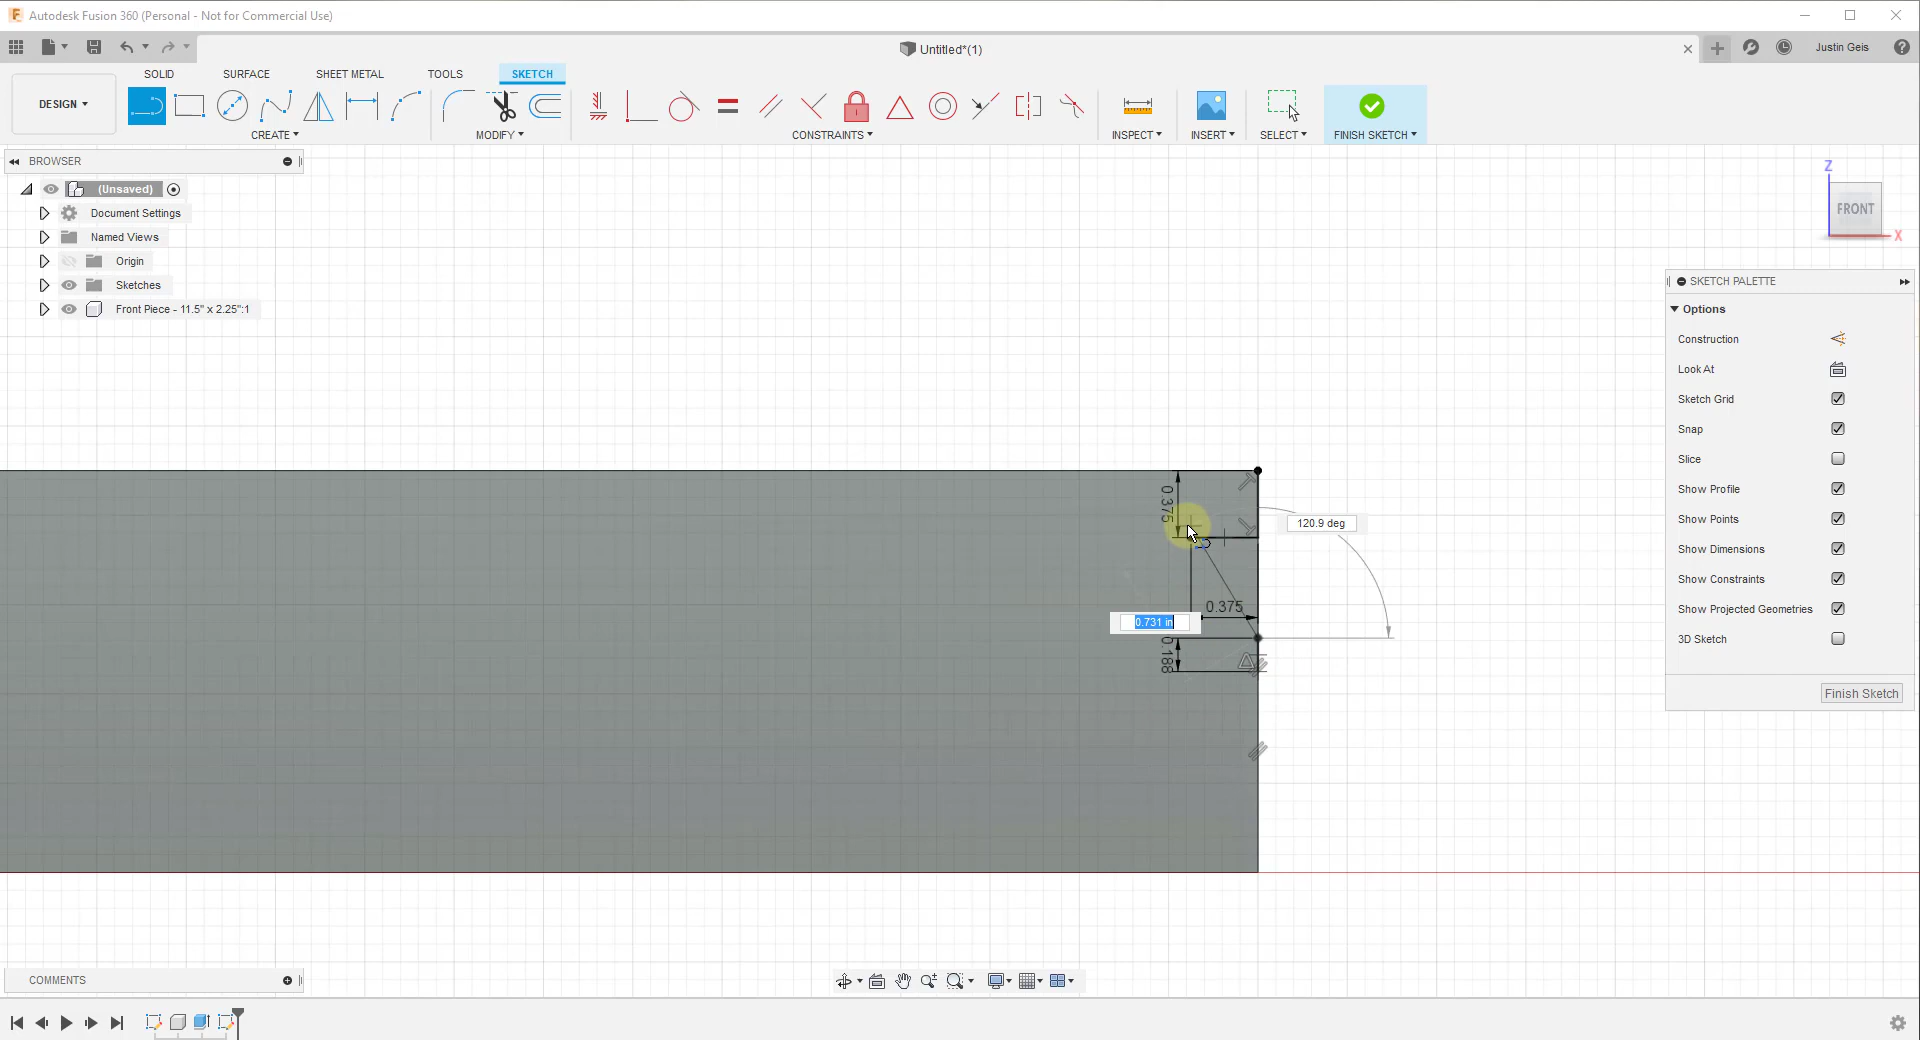 Autodesk Fusion 360 (Personal - Not for Commercial Use)
Untitled*(1)
Justin Geis
DESIGN
SOLID
SURFACE
SHEET METAL
TOOLS
SKETCH
CREATE
MODIFY
CONSTRAINTS
INSPECT
INSERT
SELECT
FINISH SKETCH
BROWSER
(Unsaved)
Document Settings
Named Views
Origin
Sketches
Front Piece - 11.5" x 2.25":1
Z
FRONT
X
SKETCH PALETTE
Options
Construction
Look At
Sketch Grid
Snap
Slice
Show Profile
Show Points
Show Dimensions
Show Constraints
Show Projected Geometries
3D Sketch
Finish Sketch
0.375
120.9 deg
0.375
0.731 in
0.188
COMMENTS